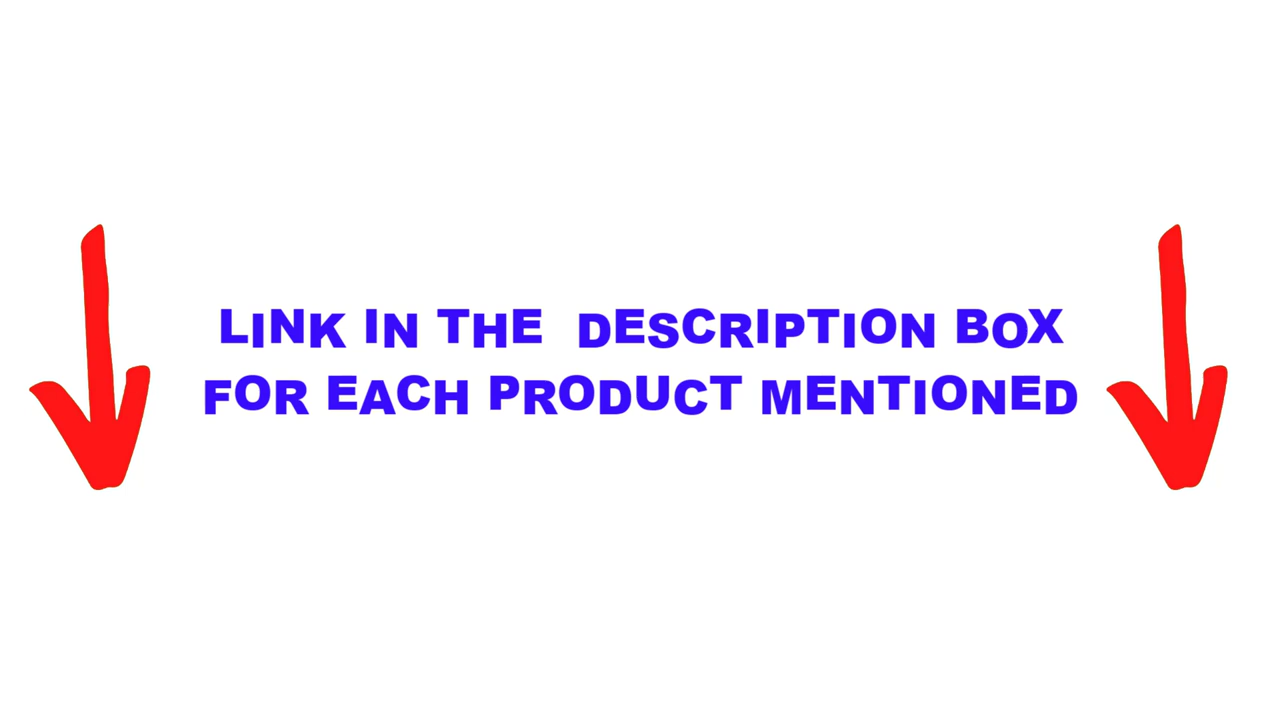 LINK IN THE  DESCRIPTION BOX
FOR EACH PRODUCT MENTIONED